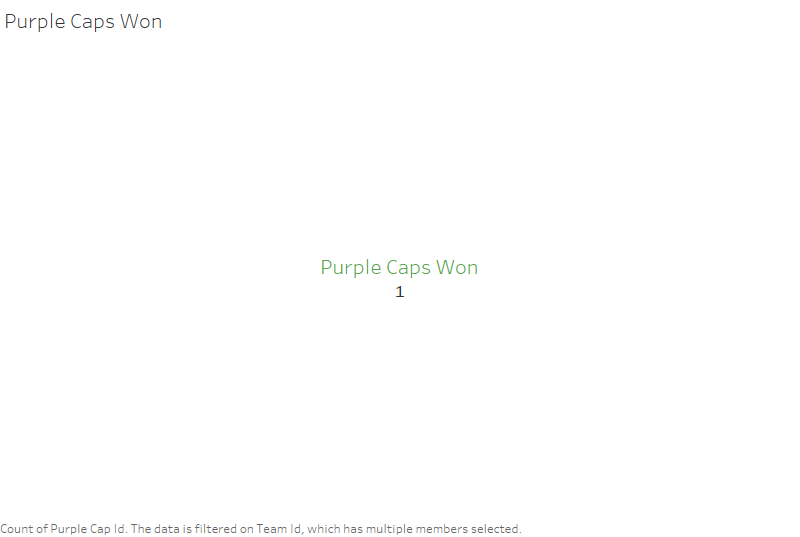 Purple Caps Won
Purple Caps Won
1
Count of Purple Cap Id. The data is filtered on Team Id, which has multiple members selected.